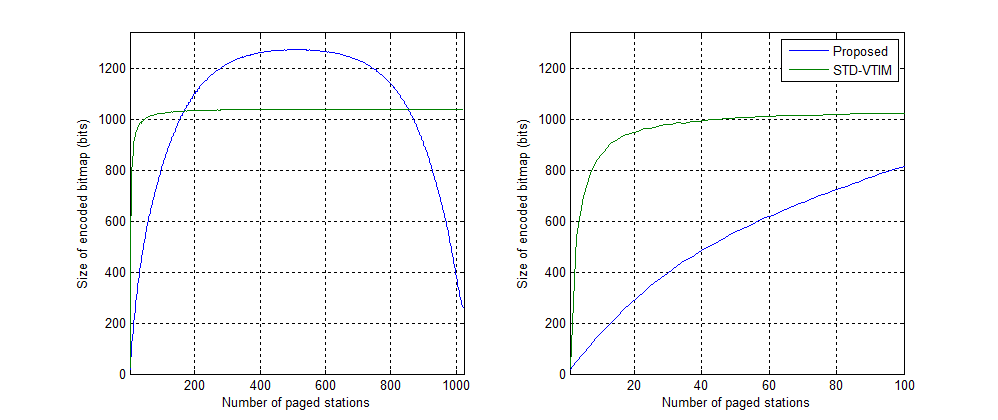 Size of encoded bitmap (bits)
1200
1000
800
600
400
200
0
200 400 600 800 1000
Number of paged stations
Size of encoded bitmap (bits)
1200
1000
800
600
400
200
0
20 40 60 80 100
Number of paged stations
Proposed
STD-VTIM